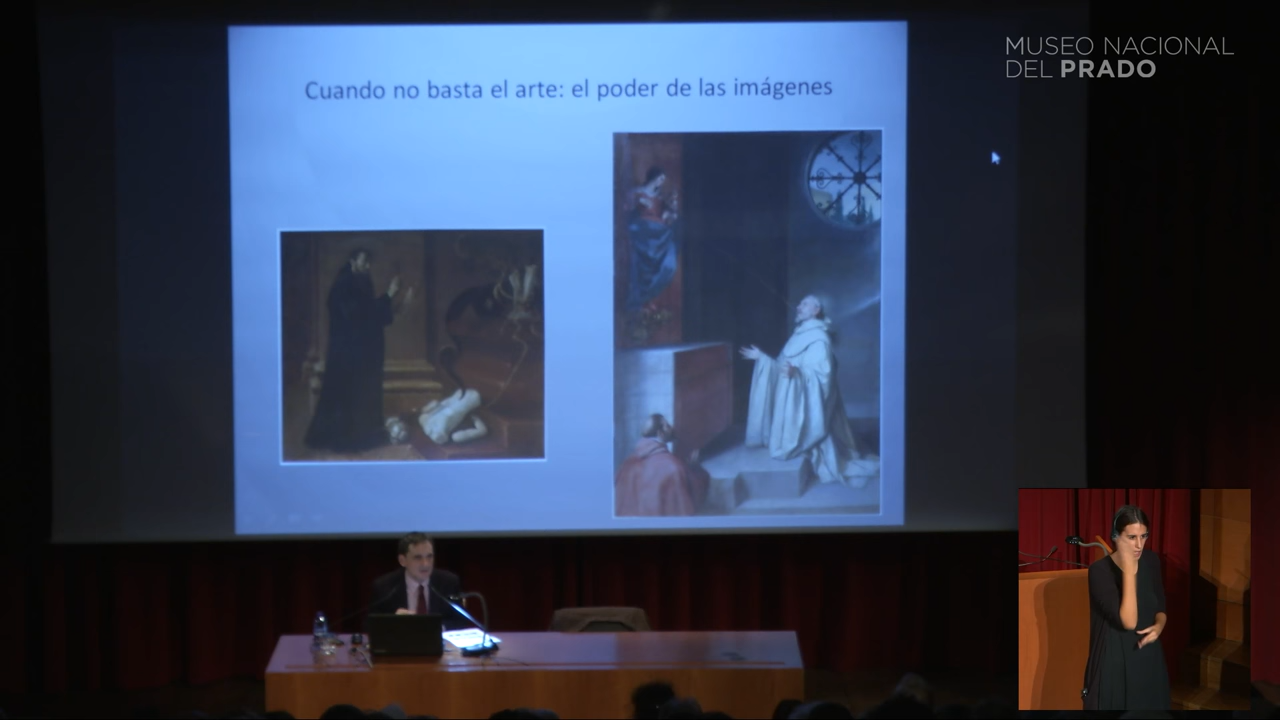 Cuando no basta el arte: el poder de las imágenes
MUSEO NACIONAL
DEL PRADO